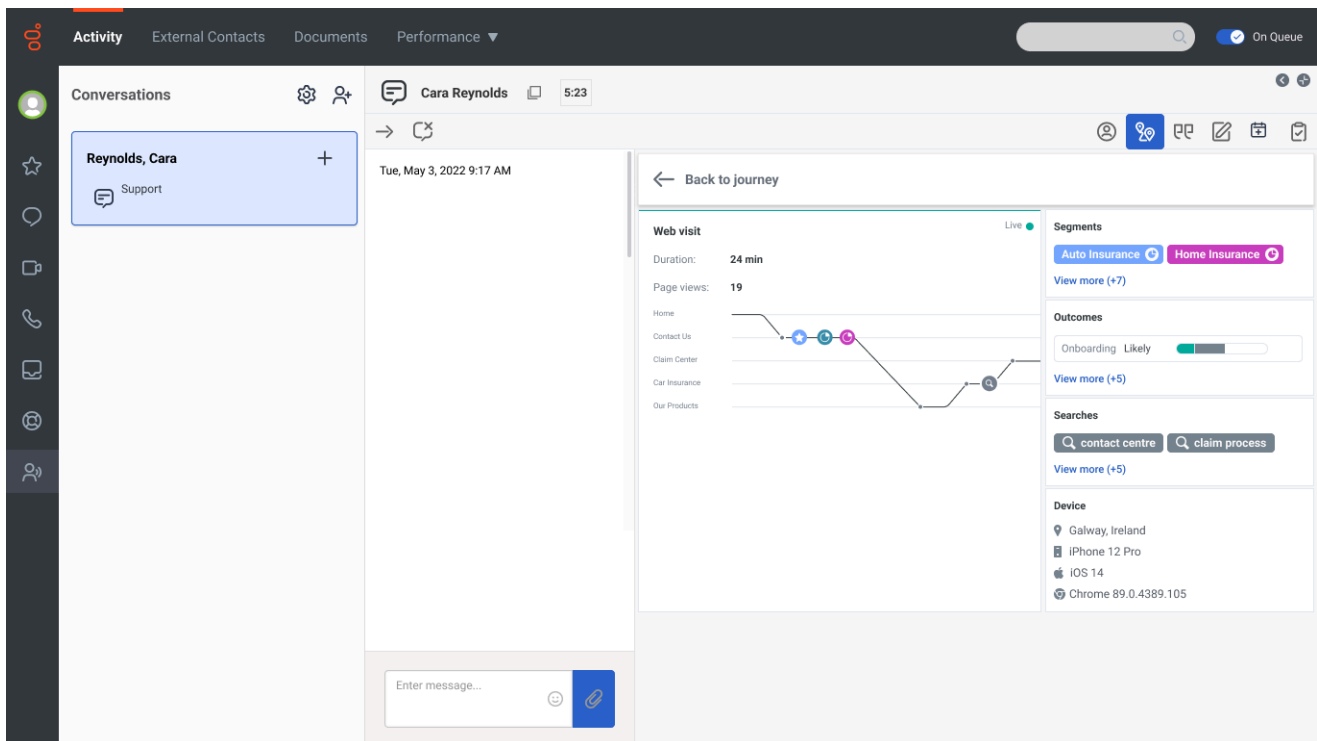 Activity External Contacts Documents Performance
On Queue
Conversations
Reynolds, Cara
Support
Cara Reynolds 5:23
Tue, May 3, 2022 9:17 AM
Enter message...
Back to journey
Web visit
Live
Duration: 24 min
Page views: 19
Home
Contact Us
Claim Center
Car Insurance
Our Products
Segments
Auto Insurance Home Insurance
View more (+7)
Outcomes
Onboarding Likely
View more (+5)
Searches
contact centre claim process
View more (+5)
Device
Galway, Ireland
iPhone 12 Pro
iOS 14
Chrome 89.0.4389.105